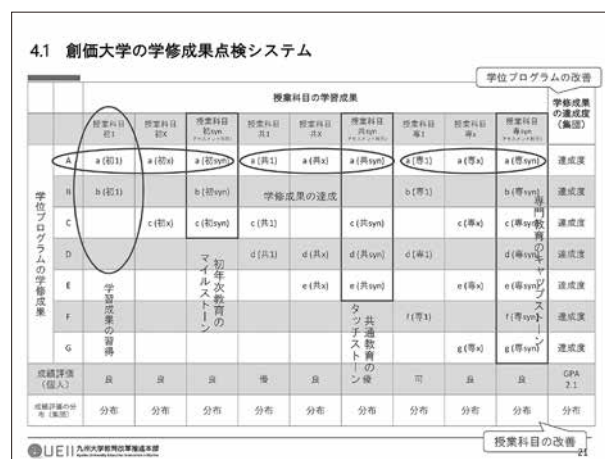 4.1 創価大学の学修成果点検システム
学位プログラムの改善
授業科目の学習成果
学修成果の達成度(集団)
授業科目 初1
授業科目 初X
授業科目 初syn
授業科目 共1
授業科目 共X
授業科目 共syn
授業科目 専1
授業科目 専x
授業科目 専syn
学位プログラムの学修成果
A a (初1) a (初x) a (初syn) a (共1) a (共x) a (共syn) a (専1) a (専x) a (専syn) 達成度
B b (初1) b (初syn) 学修成果の達成 b (専1) b (専syn) 達成度
C c (初x) c (初syn) c (共1) c (共syn) c (専x) c (専syn) 達成度
D d (共1) d (共x) d (共syn) d (専1) d (専syn) 達成度
E e (共x) e (共syn) e (専x) e (専syn) 達成度
F f (専1) f (専syn) 達成度
G g (専x) g (専syn) 達成度
学習成果の習得
初年次教育のマイルストーン
共通教育の優タッチストーン
専門教育のキャップストーン
成績評価(個人) 良 良 良 優 良 可 良 良 GPA 2.1
成績評価の分布(集団) 分布 分布 分布 分布 分布 分布 分布 分布 分布 分布
授業科目の改善
UEII 九州大学教育改革推進本部
21